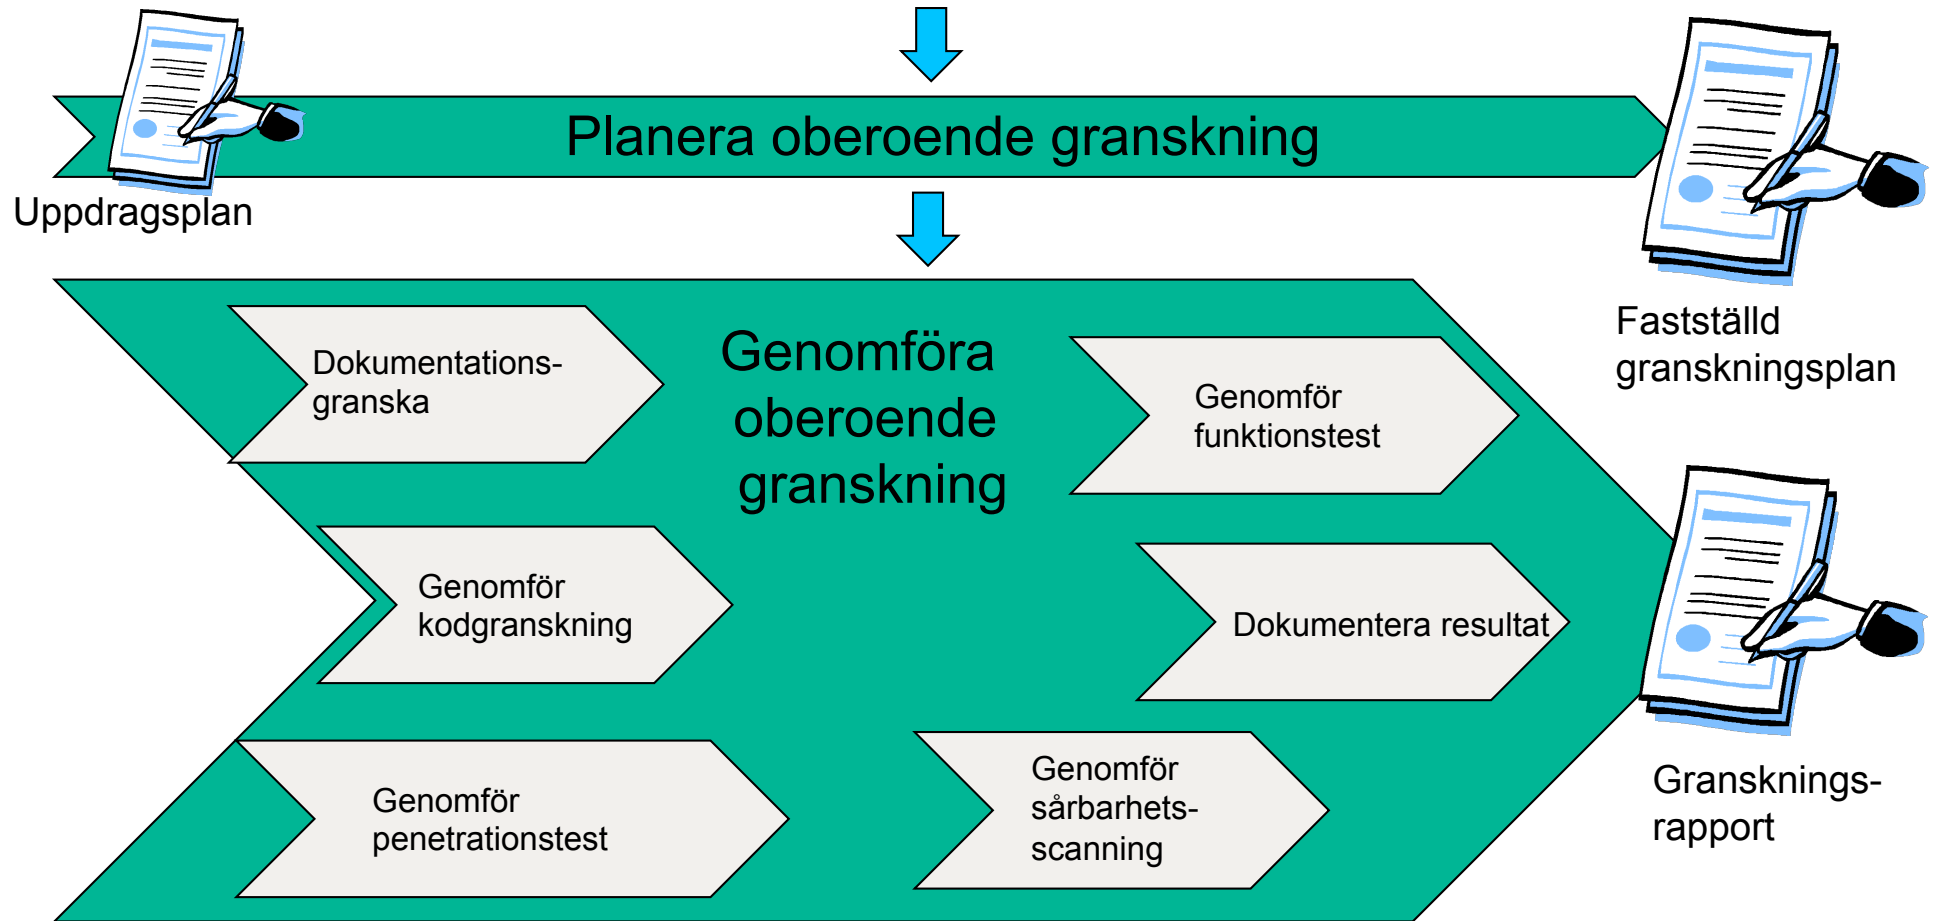 Planera oberoende granskning
Uppdragsplan
Fastställd
granskningsplan
Genomföra
oberoende
granskning
Dokumentations-
granska
Genomför
funktionstest
Genomför
kodgranskning
Dokumentera resultat
Genomför
penetrationstest
Genomför
sårbarhets-
scanning
Gransknings-
rapport